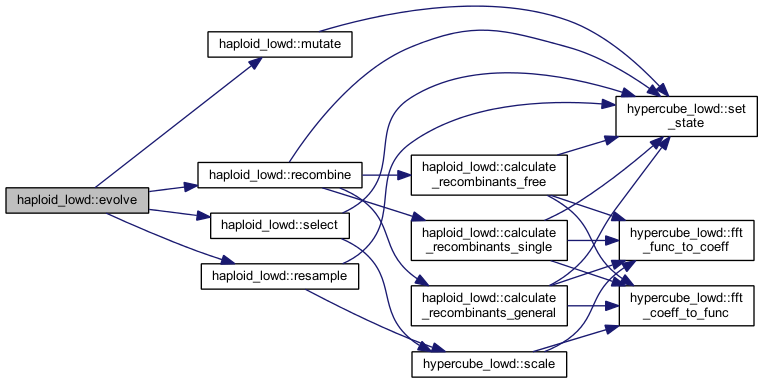 haploid_lowd::evolve
haploid_lowd::mutate
haploid_lowd::recombine
haploid_lowd::select
haploid_lowd::resample
haploid_lowd::calculate
_recombinants_free
haploid_lowd::calculate
_recombinants_single
haploid_lowd::calculate
_recombinants_general
hypercube_lowd::scale
hypercube_lowd::set
_state
hypercube_lowd::fft
_func_to_coeff
hypercube_lowd::fft
_coeff_to_func